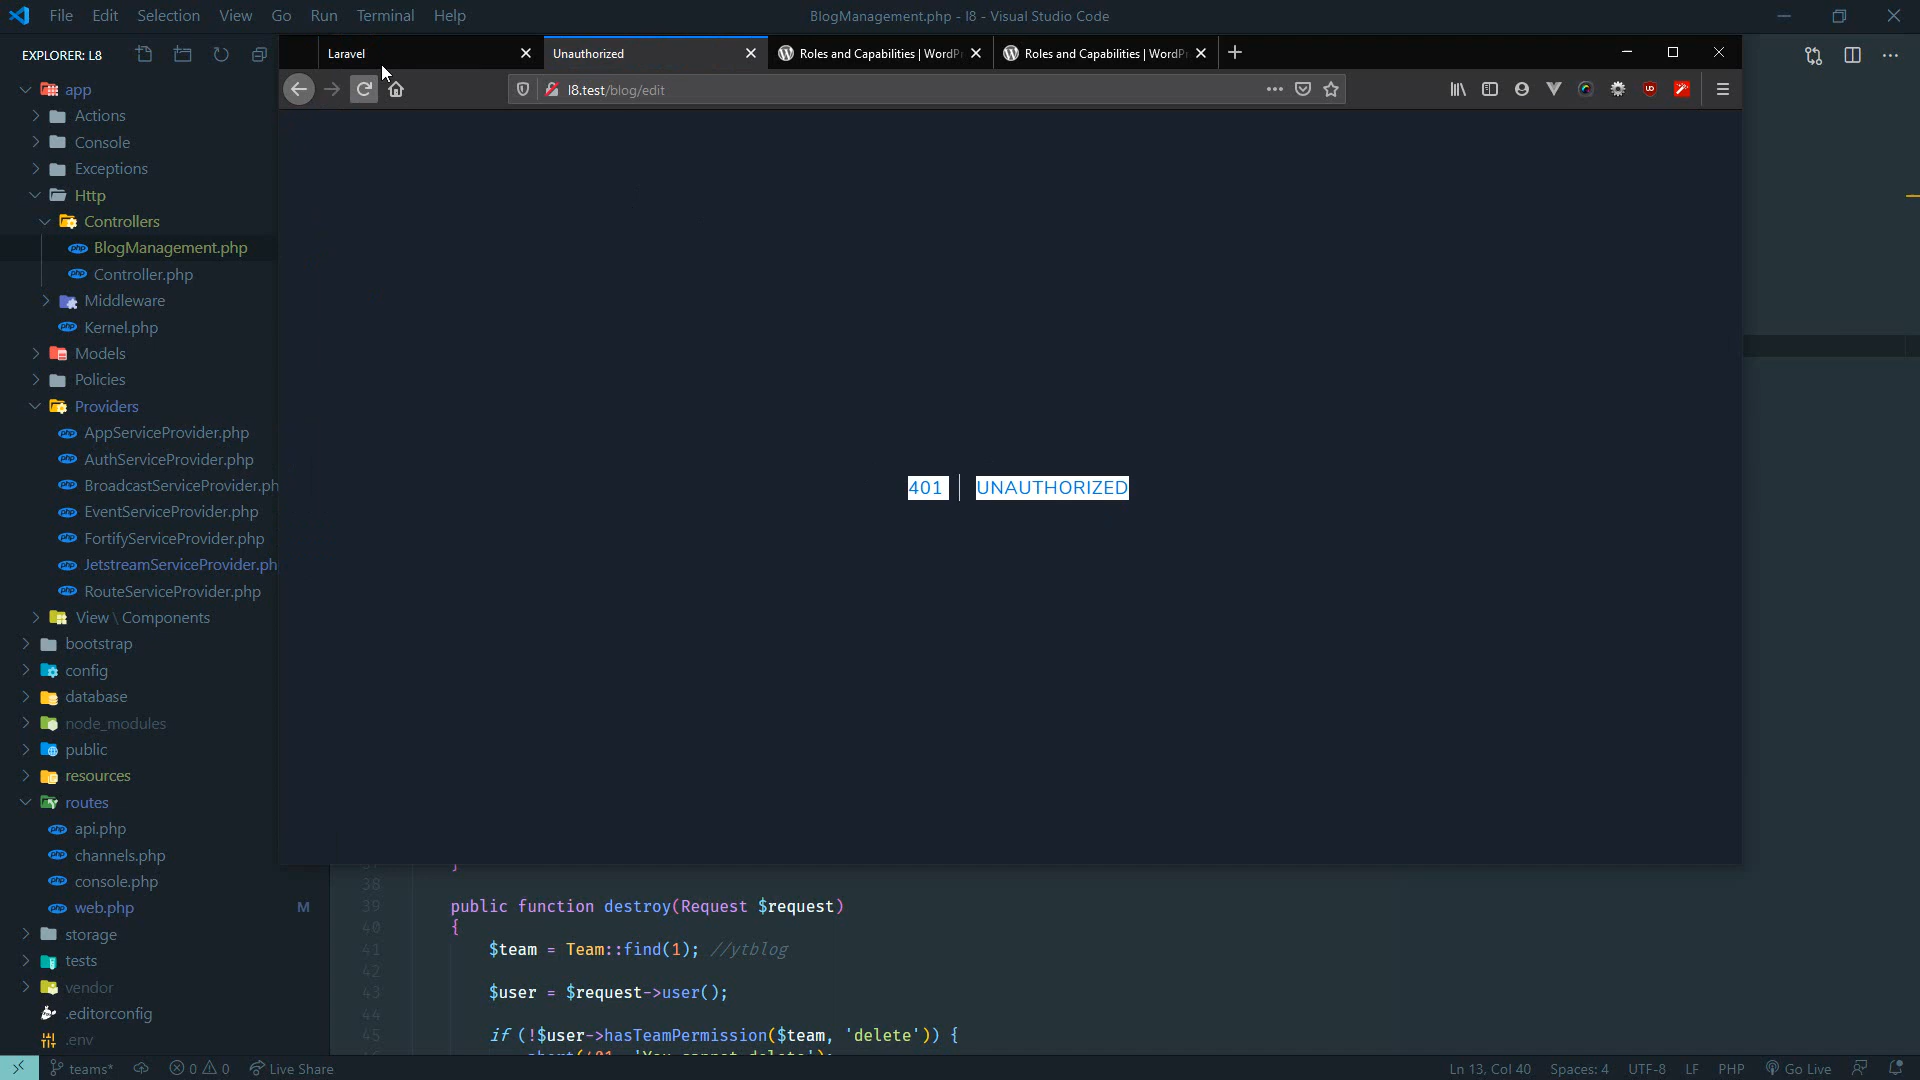 File Edit Selection View Go Run Terminal Help
BlogManagement.php - l8 - Visual Studio Code
EXPLORER: L8
Laravel
Unauthorized
Roles and Capabilities | WordP
Roles and Capabilities | WordP
l8.test/blog/edit
app
Actions
Console
Exceptions
Http
Controllers
BlogManagement.php
Controller.php
Middleware
Kernel.php
Models
Policies
Providers
AppServiceProvider.php
AuthServiceProvider.php
BroadcastServiceProvider.ph
EventServiceProvider.php
FortifyServiceProvider.php
JetstreamServiceProvider.ph
RouteServiceProvider.php
View \ Components
bootstrap
config
database
node_modules
public
resources
routes
api.php
channels.php
console.php
web.php M
storage
tests
vendor
.editorconfig
.env
401 UNAUTHORIZED
38
39 public function destroy(Request $request)
40 {
41 $team = Team::find(1); //ytblog
42
43 $user = $request->user();
44
45 if (!$user->hasTeamPermission($team, 'delete')) {
teams* 0 0 Live Share
Ln 13, Col 40 Spaces: 4 UTF-8 LF PHP Go Live